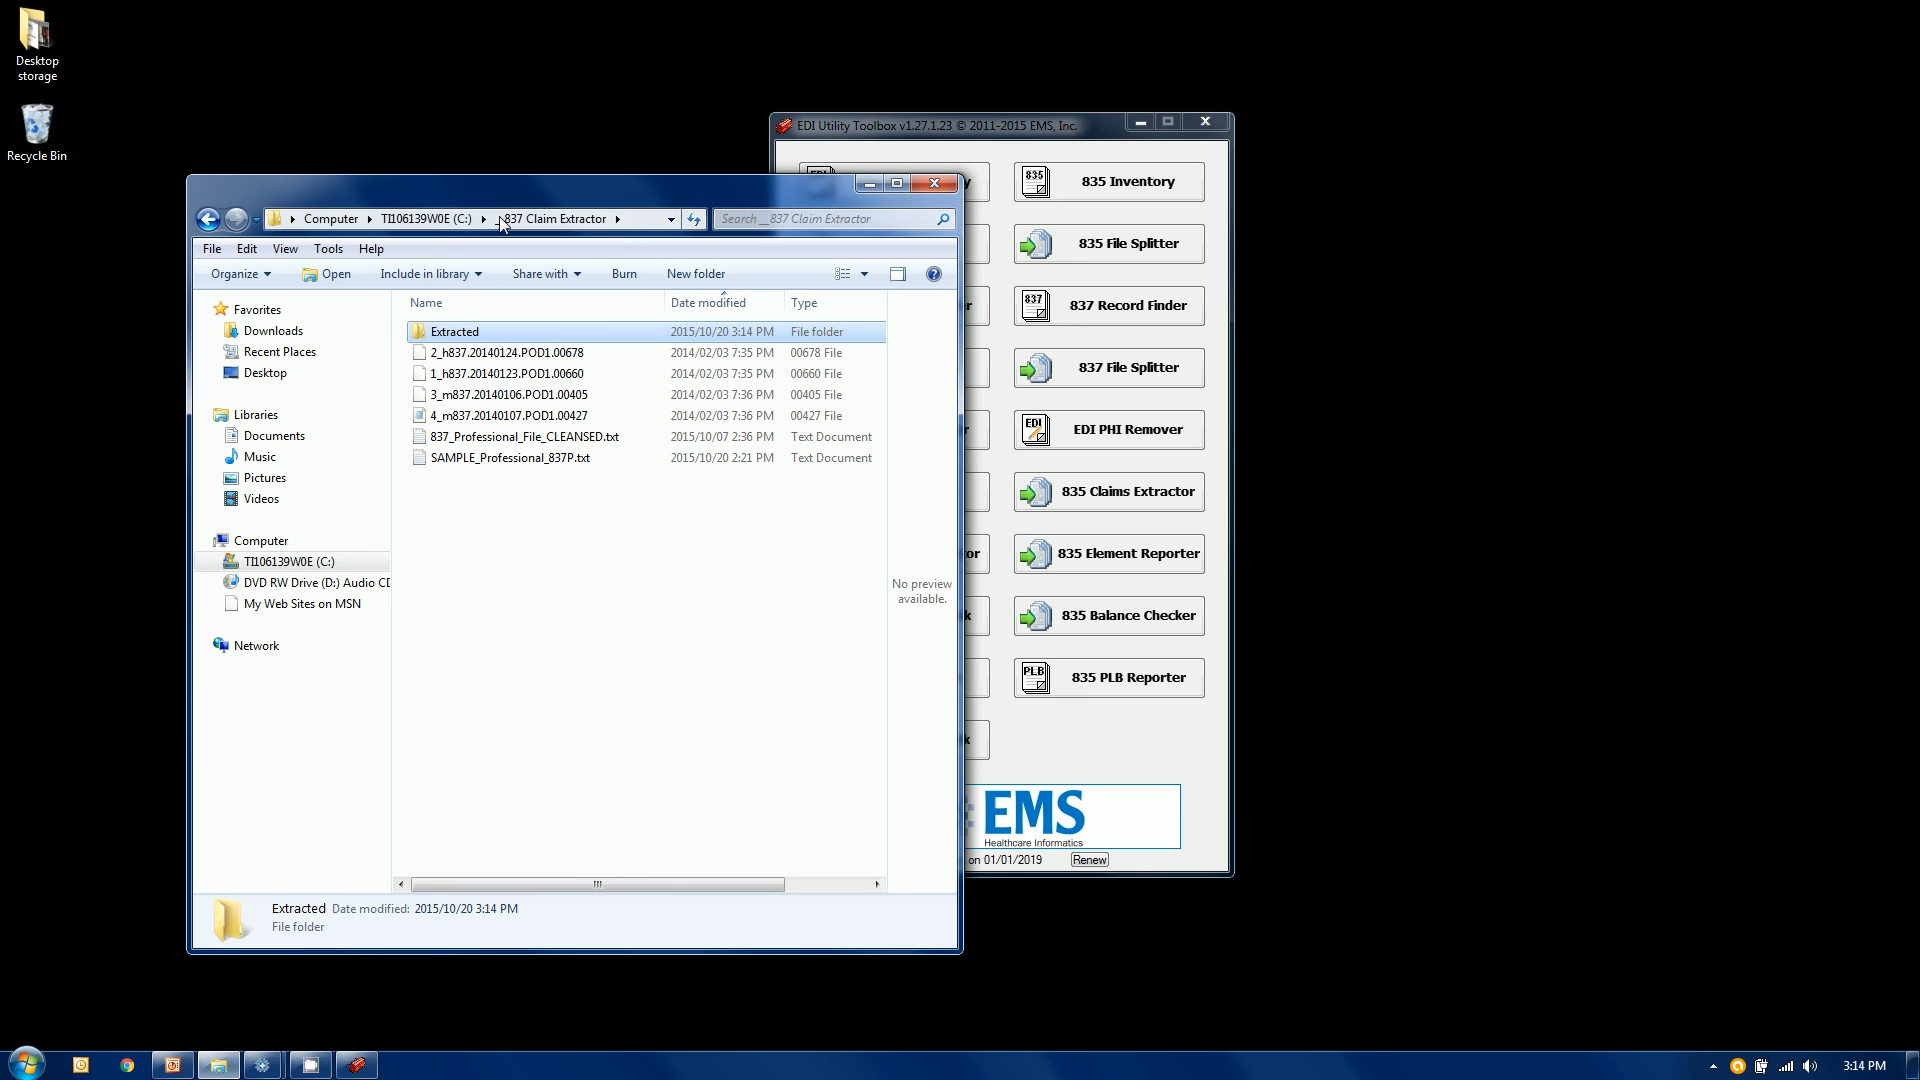 Desktop
storage
Recycle Bin
EDI Utility Toolbox v1.27.1.23 © 2011-2015 EMS, Inc.
835 Inventory
835 File Splitter
837 Record Finder
837 File Splitter
EDI PHI Remover
835 Claims Extractor
835 Element Reporter
835 Balance Checker
835 PLB Reporter
835
837
EDI
PLB
EMS
Healthcare Informatics
on 01/01/2019
Renew
Computer
TI106139W0E (C:)
837 Claim Extractor
Search __837 Claim Extractor
File Edit View Tools Help
Organize Open Include in library Share with Burn New folder
Favorites
Downloads
Recent Places
Desktop
Libraries
Documents
Music
Pictures
Videos
Computer
TI106139W0E (C:)
DVD RW Drive (D:) Audio CD
My Web Sites on MSN
Network
Name Date modified Type
Extracted 2015/10/20 3:14 PM File folder
2_h837.20140124.POD1.00678 2014/02/03 7:35 PM 00678 File
1_h837.20140123.POD1.00660 2014/02/03 7:35 PM 00660 File
3_m837.20140106.POD1.00405 2014/02/03 7:36 PM 00405 File
4_m837.20140107.POD1.00427 2014/02/03 7:36 PM 00427 File
837_Professional_File_CLEANSED.txt 2015/10/07 2:36 PM Text Document
SAMPLE_Professional_837P.txt 2015/10/20 2:21 PM Text Document
No preview
available.
Extracted Date modified: 2015/10/20 3:14 PM
File folder
3:14 PM